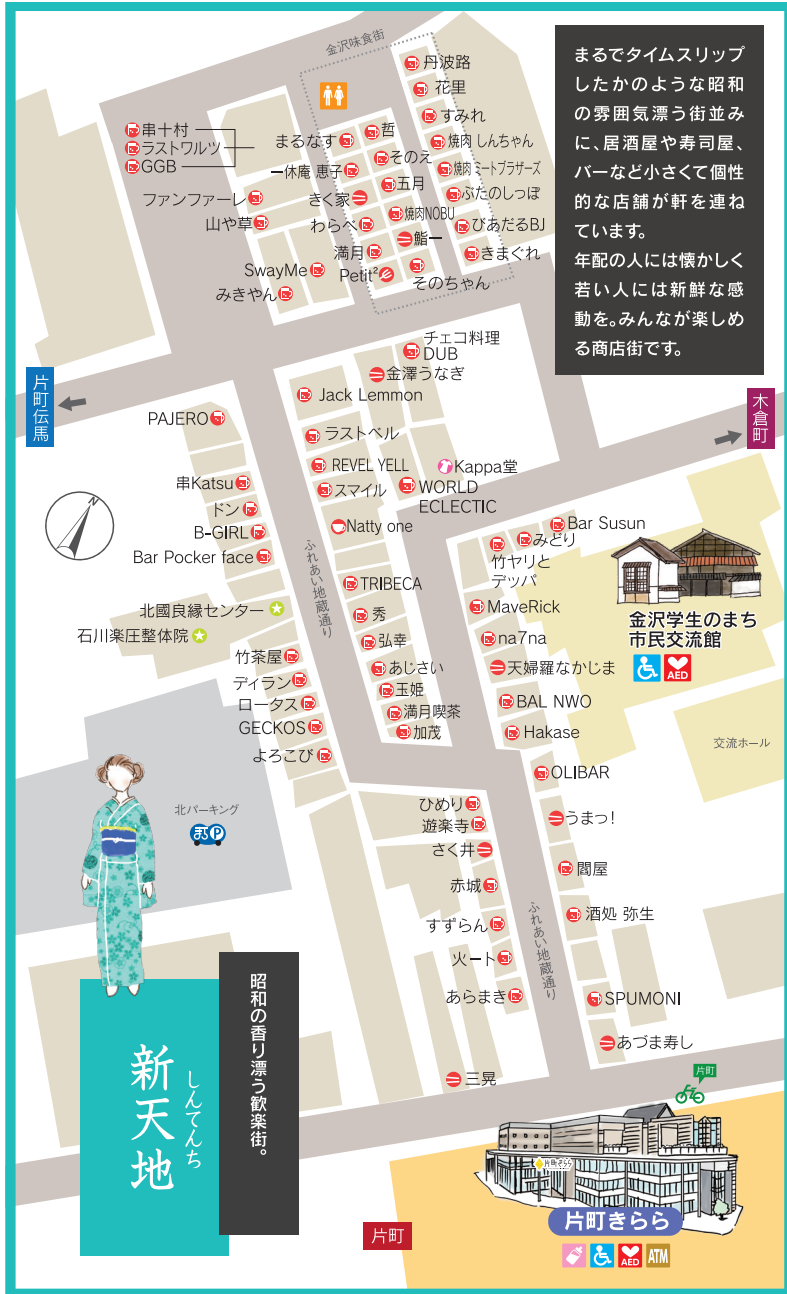 金沢味食街
まるでタイムスリップ
したかのような昭和
の雰囲気漂う街並み
に、居酒屋や寿司屋、
バーなど小さくて個性
的な店舗が軒を連ね
ています。
年配の人には懐かしく
若い人には新鮮な感
動を。みんなが楽しめ
る商店街です。
丹波路
花里
すみれ
焼肉 しんちゃん
焼肉 ミートブラザーズ
ぶたのしっぽ
びあだるBJ
きまぐれ
串十村
ラストワルツ
GGB
まるなす
哲
そのえ
一休庵 恵子
五月
きく家
焼肉NOBU
わらべ
鮨一
満月
Petit²
そのちゃん
ファンファーレ
山や草
SwayMe
みきやん
チェコ料理
DUB
金澤うなぎ
Jack Lemmon
ラストベル
REVEL YELL
Kappa堂
スマイル
WORLD
ECLECTIC
Natty one
片町伝馬
木倉町
PAJERO
串Katsu
ドン
B-GIRL
Bar Pocker face
N
ふれあい地蔵通り
Bar Susun
みどり
竹ヤリと
デッパ
TRIBECA
MaveRick
秀
na7na
弘幸
天婦羅なかじま
あじさい
玉姫
BAL NWO
満月喫茶
加茂
Hakase
金沢学生のまち
市民交流館
AED
交流ホール
北國良縁センター
石川楽圧整体院
竹茶屋
ディラン
ロータス
GECKOS
よろこび
北パーキング
まちP
OLIBAR
ひめり
遊楽寺
うまっ!
さく井
閻屋
赤城
酒処 弥生
すずらん
火ート
ふれあい地蔵通り
あらまき
SPUMONI
あづま寿し
三晃
昭和の香り漂う歓楽街。
新天地
しんてんち
片町
片町きらら
片町きらら
AED
ATM
片町